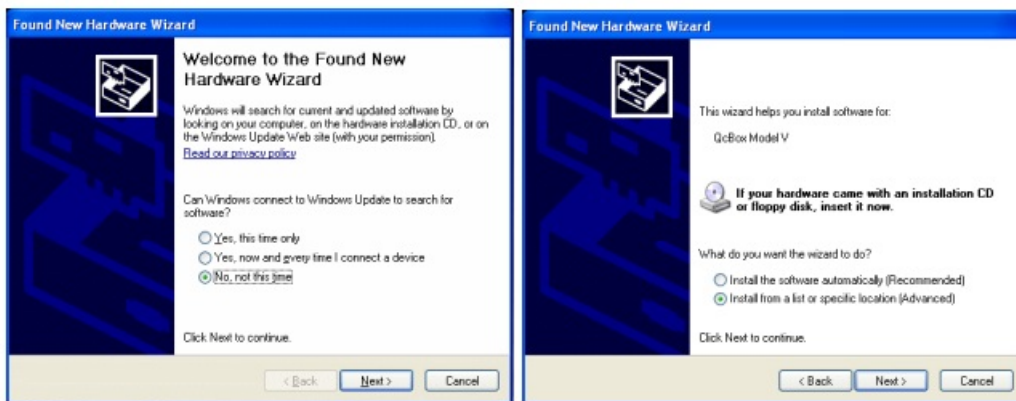 Found New Hardware Wizard
Welcome to the Found New
Hardware Wizard
Windows will search for current and updated software by
looking on your computer, on the hardware installation CD, or on
the Windows Update Web site (with your permission).
Read our privacy policy
Can Windows connect to Windows Update to search for
software?
Yes, this time only
Yes, now and every time I connect a device
No, not this time
Click Next to continue.
< Back
Next >
Cancel
Found New Hardware Wizard
This wizard helps you install software for:
QcBox Model V
If your hardware came with an installation CD
or floppy disk, insert it now.
What do you want the wizard to do?
Install the software automatically (Recommended)
Install from a list or specific location (Advanced)
Click Next to continue.
< Back
Next >
Cancel